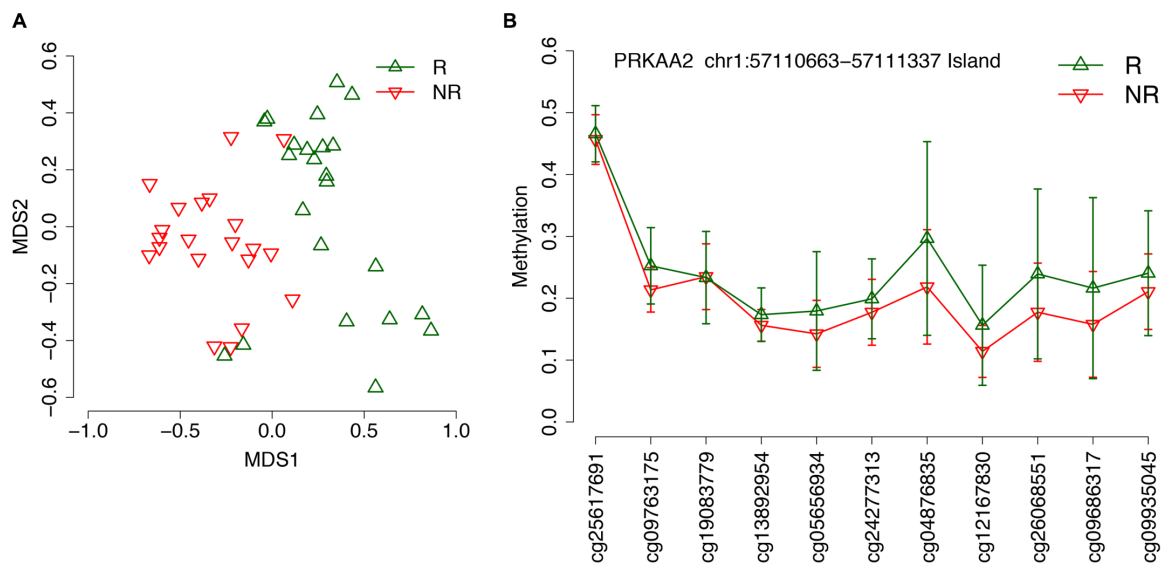 A
R
NR
MDS2
0.6
0.4
0.2
0.0
−0.2
−0.4
−0.6
−1.0 −0.5 0.0 0.5 1.0
MDS1
B
PRKAA2 chr1:57110663−57111337 Island
R
NR
Methylation
0.6
0.5
0.4
0.3
0.2
0.1
0.0
cg25617691
cg09763175
cg19083779
cg13892954
cg05656934
cg24277313
cg04876835
cg12167830
cg26068551
cg09686317
cg09935045